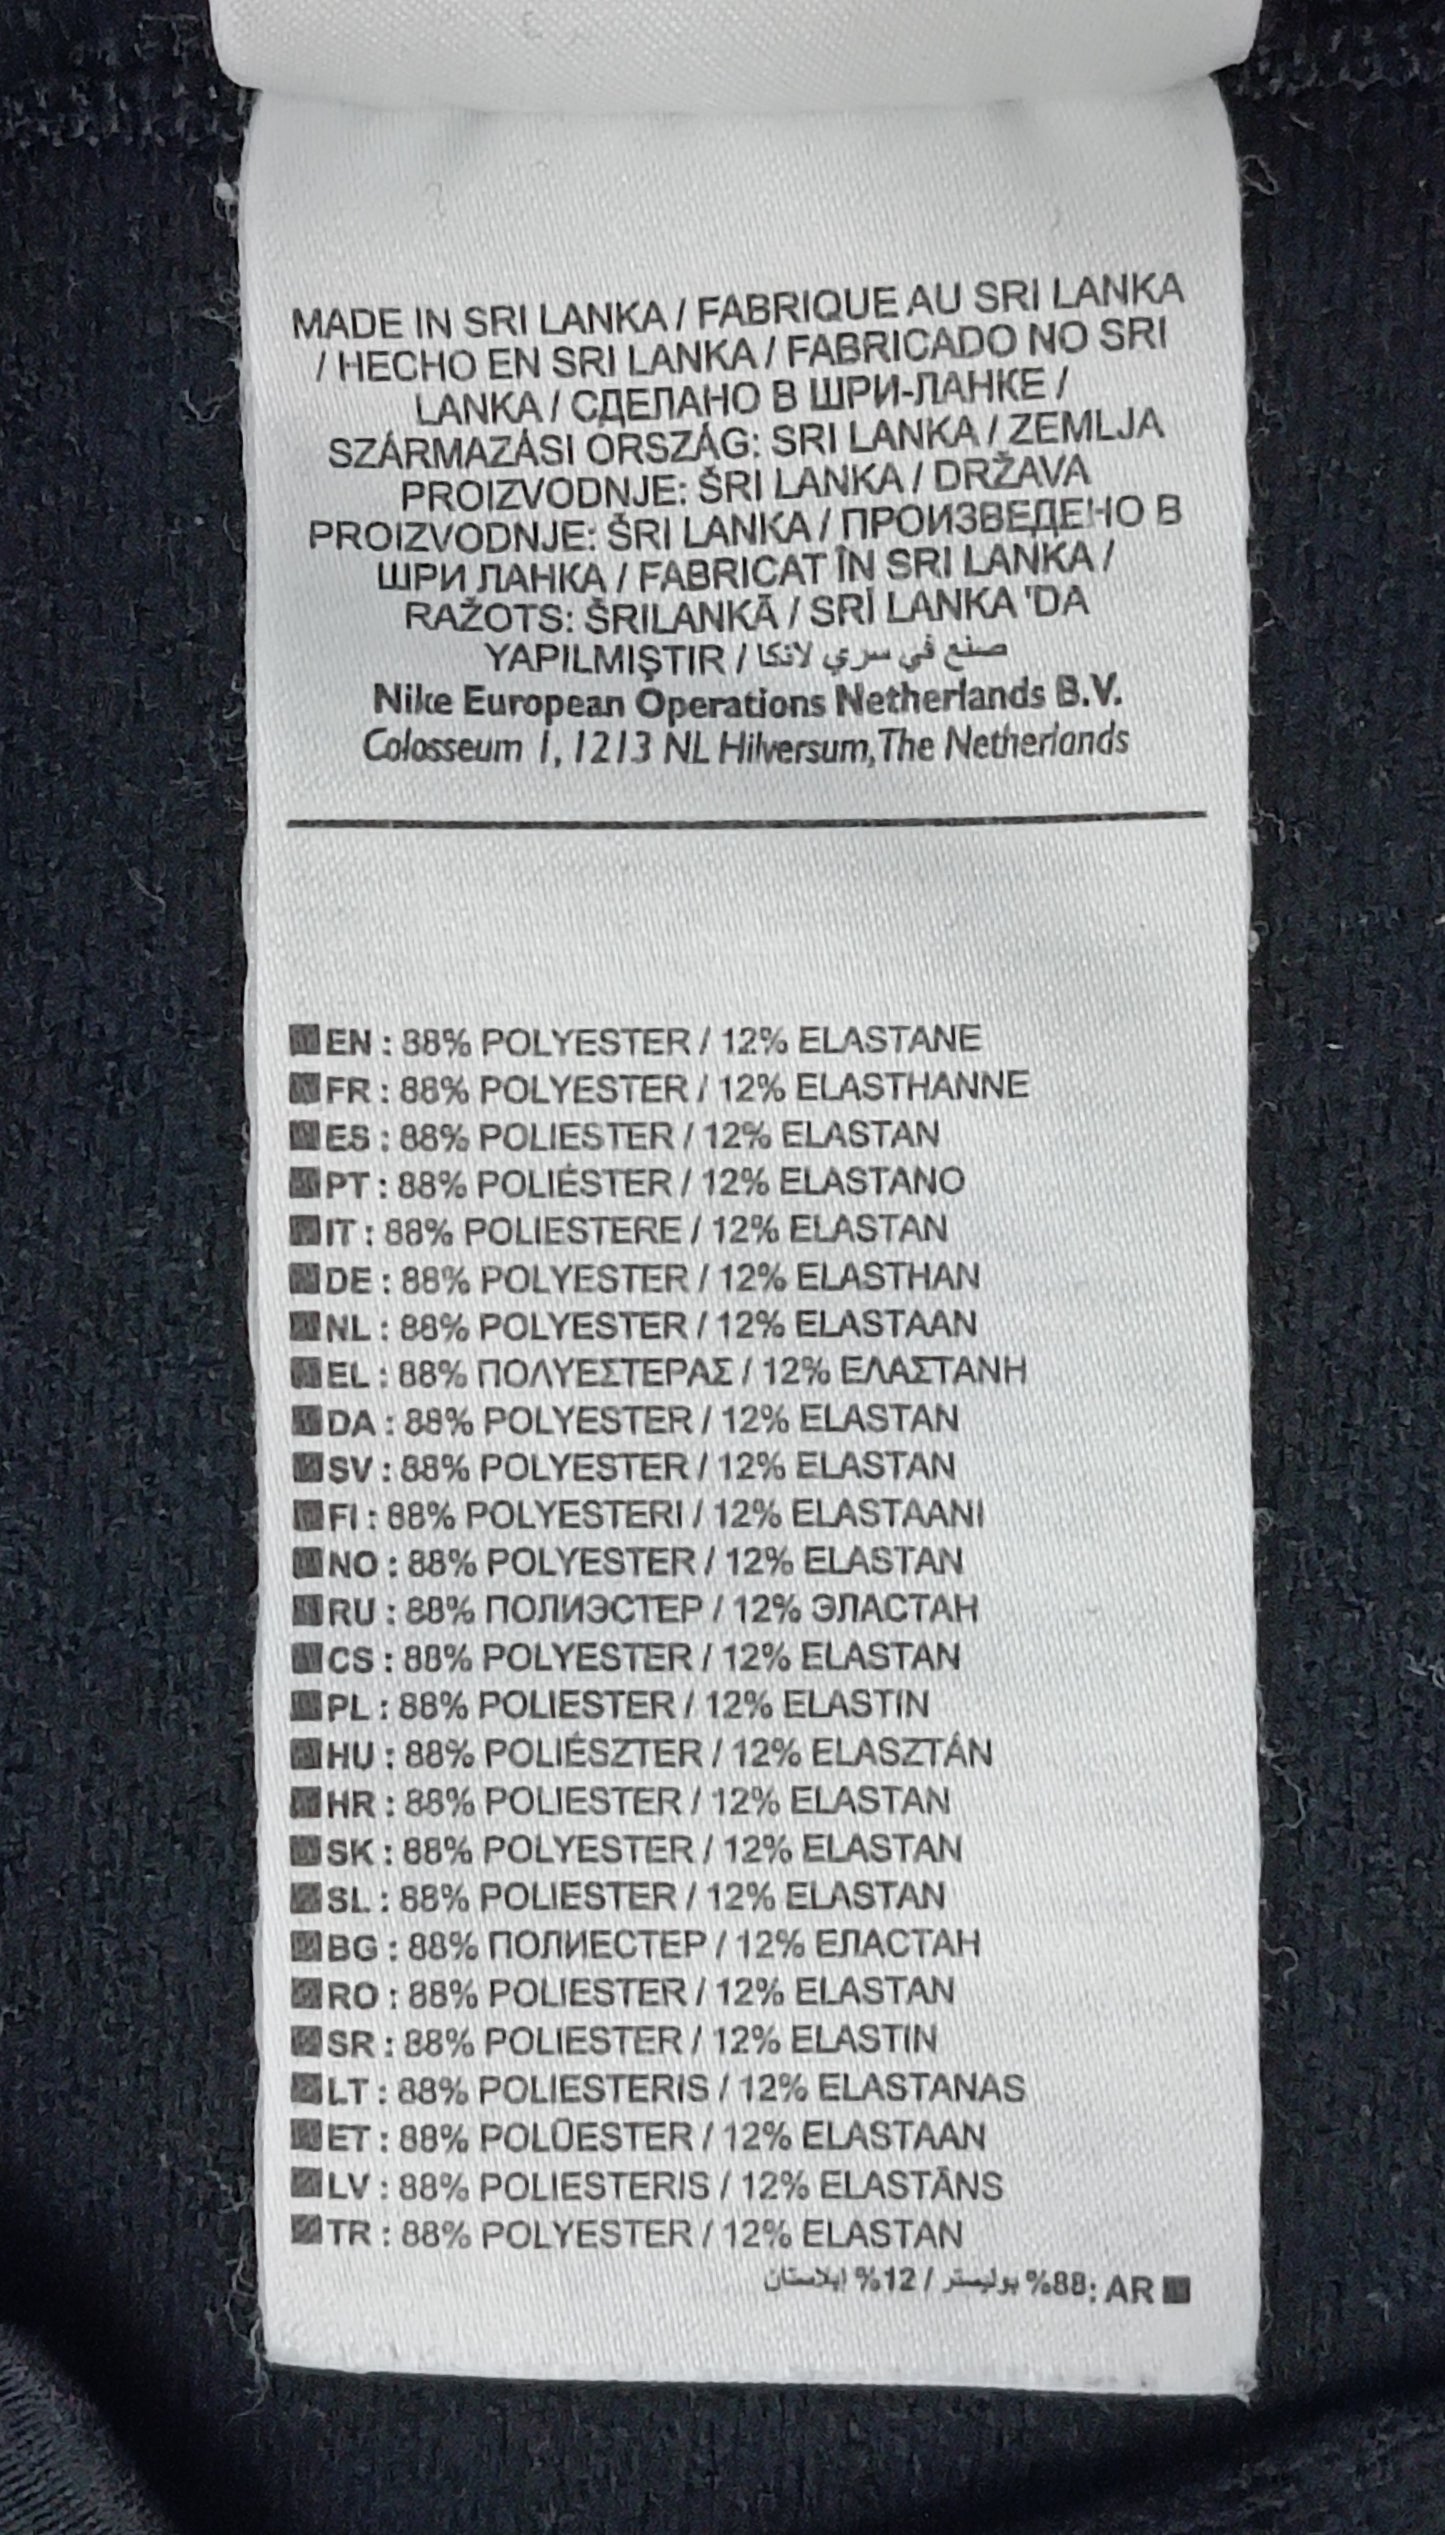 MADE IN SRI LANKA / FABRIQUE AU SRI LANKA
/ HECHO EN SRI LANKA / FABRICADO NO SRI
LANKA / СДЕЛАНО В ШРИ-ЛАНКЕ /
SZÁRMAZÁSI ORSZÁG: SRI LANKA / ZEMLJA
PROIZVODNJE: ŠRI LANKA / DRŽAVA
PROIZVODNJE: ŠRI LANKA / ПРОИЗВЕДЕНО В
ШРИ ЛАНКА / FABRICAT ÎN SRI LANKA /
RAŽOTS: ŠRILANKĀ / SRİ LANKA 'DA
YAPILMIŞTIR / صنع في سري لانكا
Nike European Operations Netherlands B.V.
Colosseum 1, 1213 NL Hilversum, The Netherlands
EN : 88% POLYESTER / 12% ELASTANE
FR : 88% POLYESTER / 12% ELASTHANNE
ES : 88% POLIESTER / 12% ELASTAN
PT : 88% POLIÉSTER / 12% ELASTANO
IT : 88% POLIESTERE / 12% ELASTAN
DE : 88% POLYESTER / 12% ELASTHAN
NL : 88% POLYESTER / 12% ELASTAAN
EL : 88% ΠΟΛΥΕΣΤΕΡΑΣ / 12% ΕΛΑΣΤΑΝΗ
DA : 88% POLYESTER / 12% ELASTAN
SV : 88% POLYESTER / 12% ELASTAN
FI : 88% POLYESTERI / 12% ELASTAANI
NO : 88% POLYESTER / 12% ELASTAN
RU : 88% ПОЛИЭСТЕР / 12% ЭЛАСТАН
CS : 88% POLYESTER / 12% ELASTAN
PL : 88% POLIESTER / 12% ELASTIN
HU : 88% POLIÉSZTER / 12% ELASZTÁN
HR : 88% POLIESTER / 12% ELASTAN
SK : 88% POLYESTER / 12% ELASTAN
SL : 88% POLIESTER / 12% ELASTAN
BG : 88% ПОЛИЕСТЕР / 12% ЕЛАСТАН
RO : 88% POLIESTER / 12% ELASTAN
SR : 88% POLIESTER / 12% ELASTIN
LT : 88% POLIESTERIS / 12% ELASTANAS
ET : 88% POLÜESTER / 12% ELASTAAN
LV : 88% POLIESTERIS / 12% ELASTĀNS
TR : 88% POLYESTER / 12% ELASTAN
AR :88% بوليستر / 12% ايلاستان